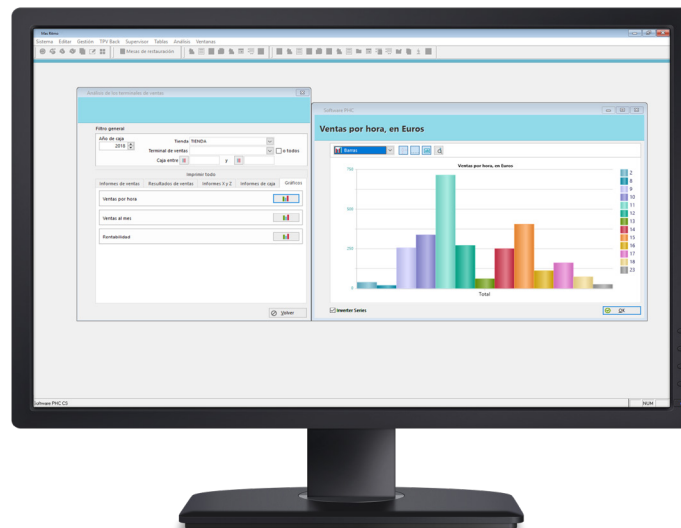 Sistema Editar Gestión TPV Back Supervisor Tablas Análisis Ventanas
Mesas de restauración
Análisis de los terminales de ventas
Filtro general
Año de caja
2018
Tienda TIENDA
Terminal de ventas
o todos
Caja entre
y
Imprimir todo
Informes de ventas Resultados de ventas Informes X y Z Informes de caja Gráficos
Ventas por hora
Ventas al mes
Rentabilidad
Volver
Software PHC
Ventas por hora, en Euros
Barras
Ventas por hora, en Euros
750
500
250
0
Total
2
8
9
10
11
12
13
14
15
16
17
18
23
Inverter Series
OK
Software PHC CS
NUM